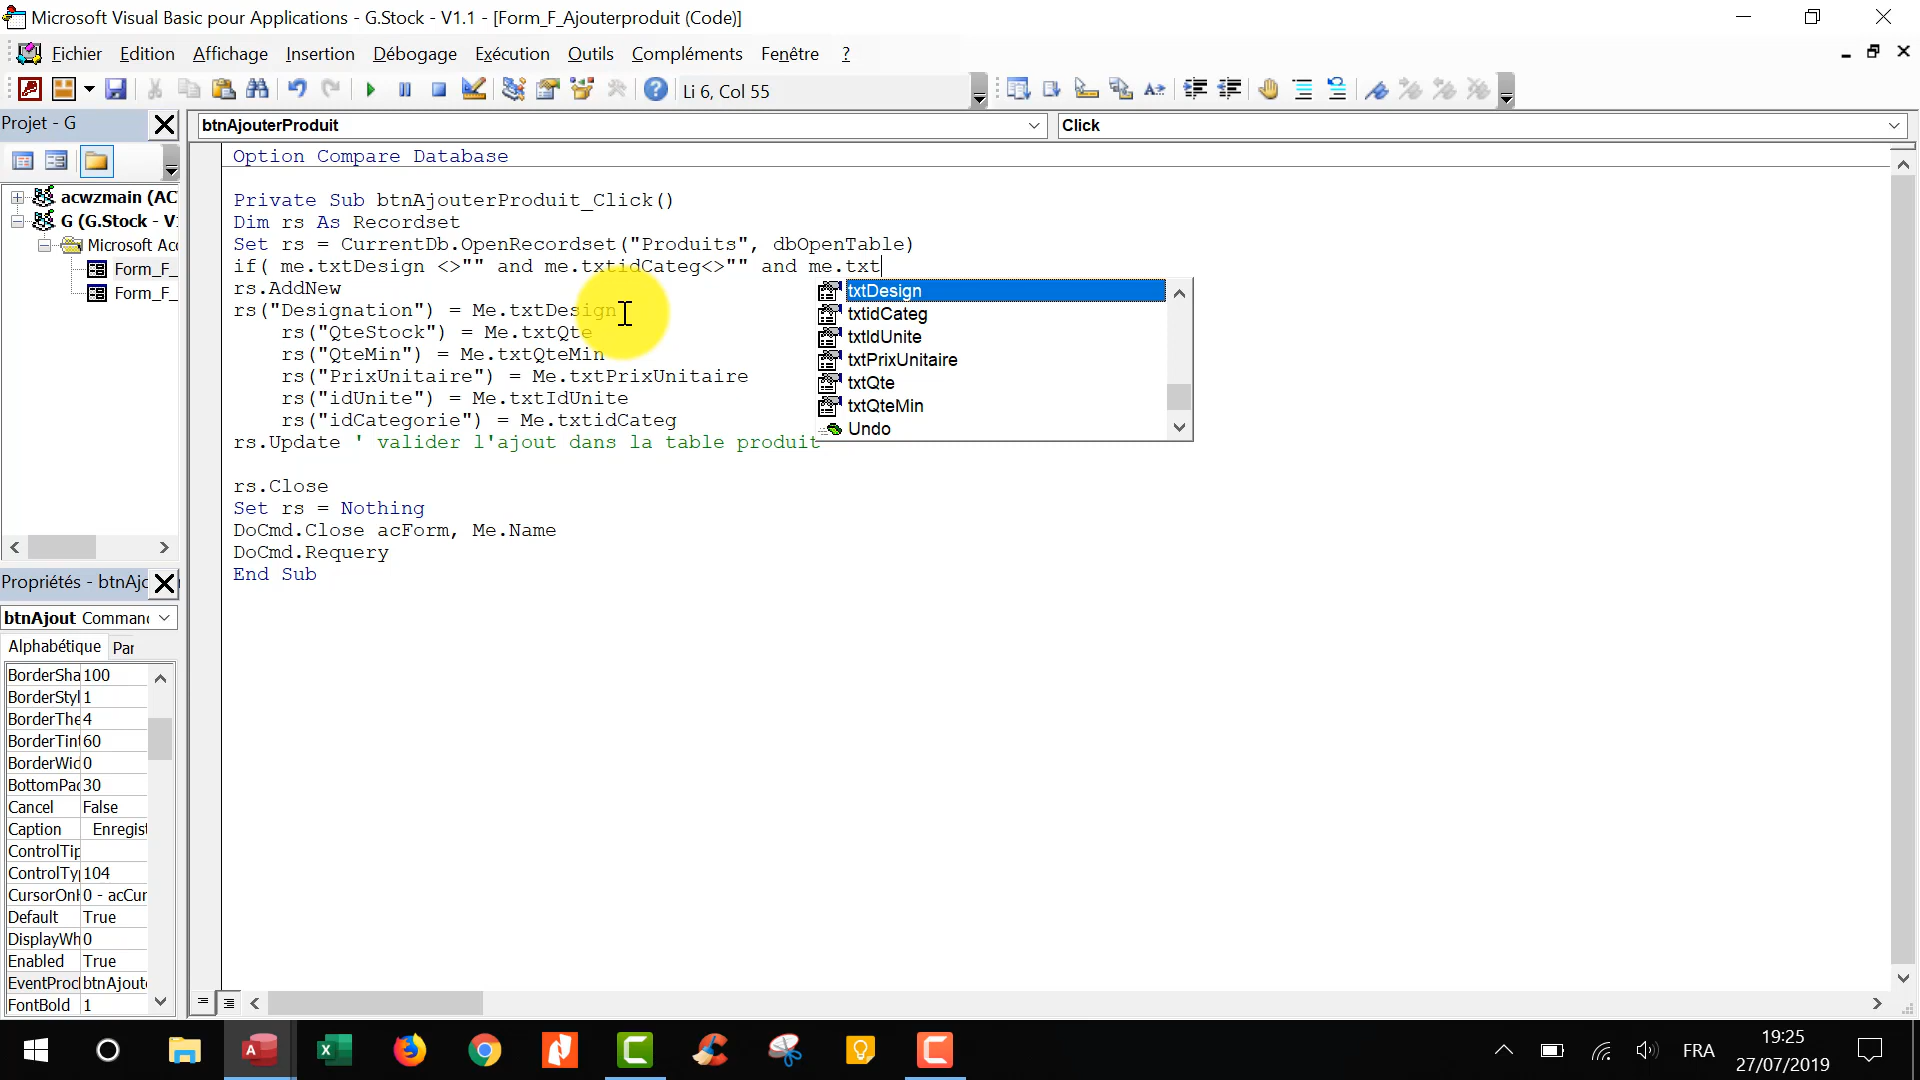 Microsoft Visual Basic pour Applications - G.Stock - V1.1 - [Form_F_Ajouterproduit (Code)]
Fichier Edition Affichage Insertion Débogage Exécution Outils Compléments Fenêtre ?
Li 6, Col 55
Projet - G
btnAjouterProduit
Click
acwzmain (AC
G (G.Stock - V:
Microsoft Acc
Form_F_
Form_F_
Option Compare Database
Private Sub btnAjouterProduit_Click()
Dim rs As Recordset
Set rs = CurrentDb.OpenRecordset("Produits", dbOpenTable)
if( me.txtDesign <>"" and me.txtidCateg<>"" and me.txt
rs.AddNew
rs("Designation") = Me.txtDesign
rs("QteStock") = Me.txtQte
rs("QteMin") = Me.txtQteMin
rs("PrixUnitaire") = Me.txtPrixUnitaire
rs("idUnite") = Me.txtIdUnite
rs("idCategorie") = Me.txtidCateg
rs.Update ' valider l'ajout dans la table produit
rs.Close
Set rs = Nothing
DoCmd.Close acForm, Me.Name
DoCmd.Requery
End Sub
txtDesign
txtidCateg
txtIdUnite
txtPrixUnitaire
txtQte
txtQteMin
Undo
Propriétés - btnAjo
btnAjout Comman
Alphabétique Par
BorderSha 100
BorderStyl 1
BorderThe 4
BorderTin 60
BorderWid 0
BottomPad 30
Cancel False
Caption Enregist
ControlTip
ControlTy 104
CursorOnH 0 - acCur
Default True
DisplayWh 0
Enabled True
EventProc btnAjout
FontBold 1
FRA
19:25
27/07/2019